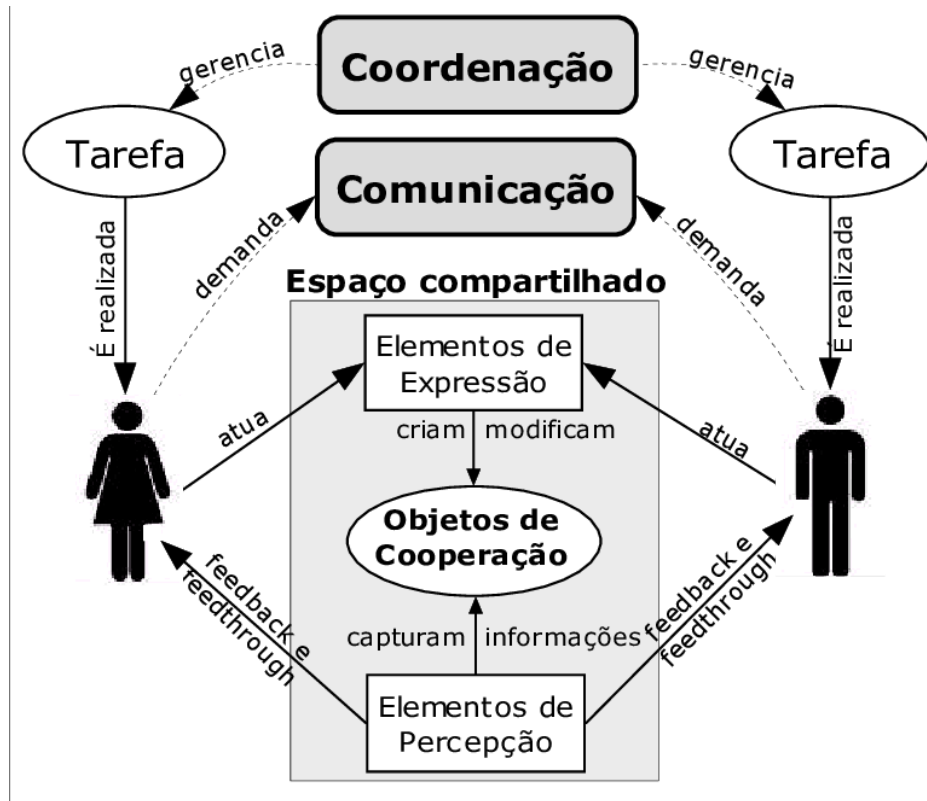 gerencia
Coordenação
gerencia
Tarefa
Tarefa
Comunicação
É realizada
demanda
demanda
É realizada
Espaço compartilhado
Elementos de
Expressão
atua
atua
criam modificam
Objetos de
Cooperação
feedback e
feedthrough
feedback e
feedthrough
capturam informações
Elementos de
Percepção